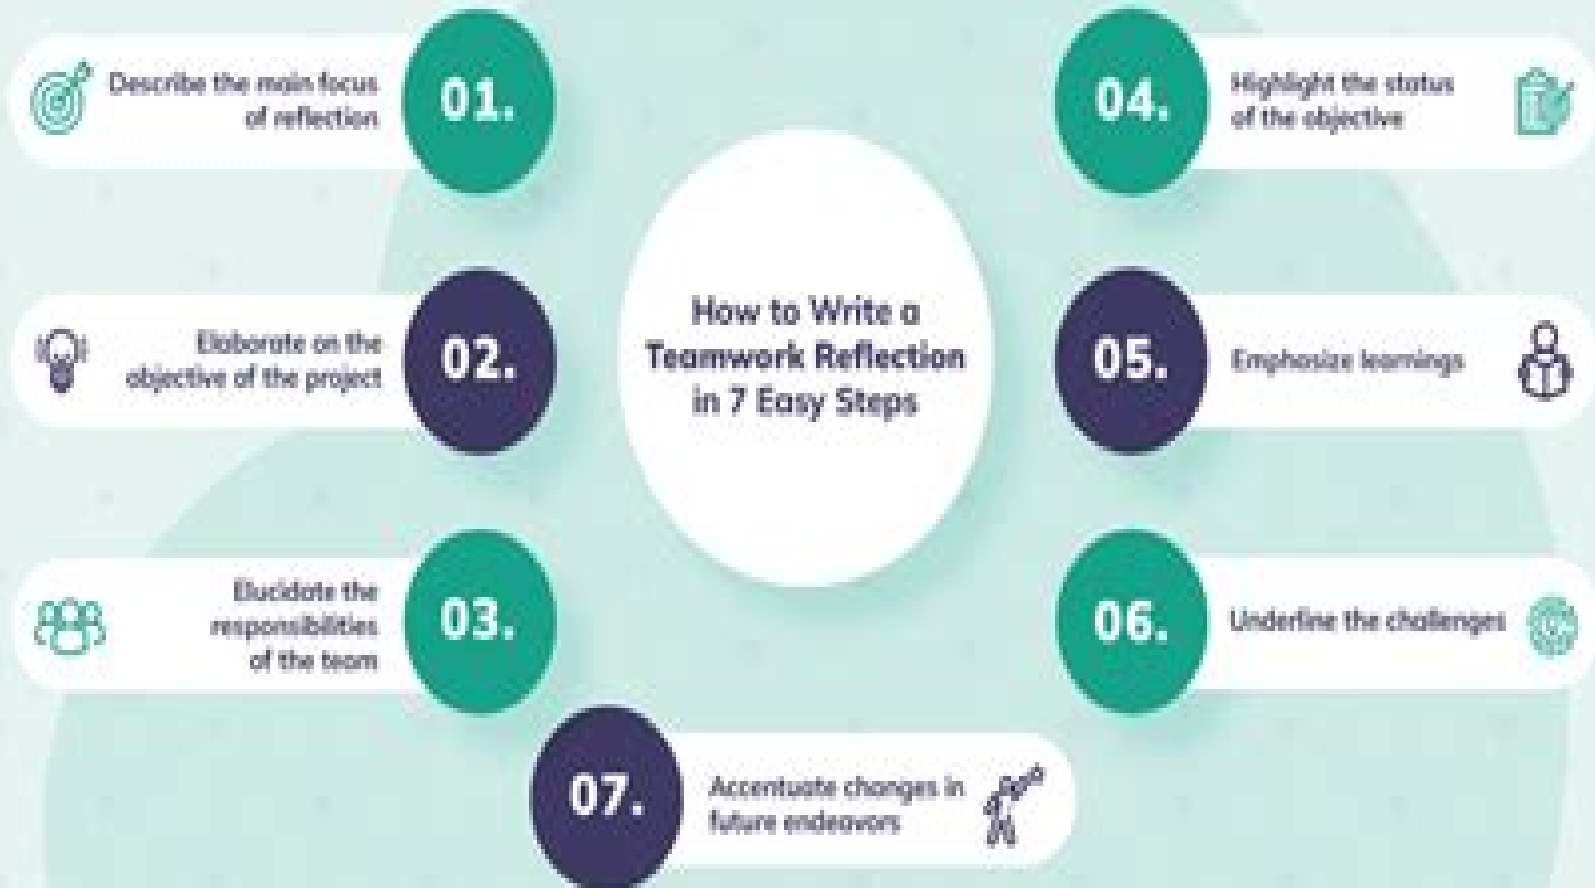 How to Write a
Teamwork Reflection
in 7 Easy Steps
01.
Describe the main focus
of reflection
02.
Elaborate on the
objective of the project
03.
Elucidate the
responsibilities
of the team
04.
Highlight the status
of the objective
05.
Emphasize learnings
06.
Underline the challenges
07.
Accentuate changes in
future endeavors